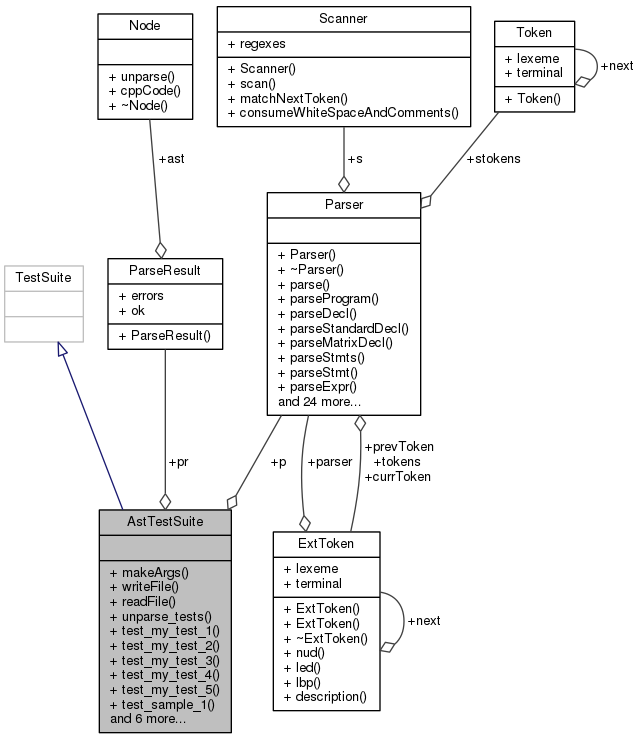 Node
+ unparse()
+ cppCode()
+ ~Node()
Scanner
+ regexes
+ Scanner()
+ scan()
+ matchNextToken()
+ consumeWhiteSpaceAndComments()
Token
+ lexeme
+ terminal
+ Token()
+next
+ast
+s
+stokens
TestSuite
ParseResult
+ errors
+ ok
+ ParseResult()
Parser
+ Parser()
+ ~Parser()
+ parse()
+ parseProgram()
+ parseDecl()
+ parseStandardDecl()
+ parseMatrixDecl()
+ parseStmts()
+ parseStmt()
+ parseExpr()
and 24 more...
+pr
+p
+parser
+prevToken
+tokens
+currToken
AstTestSuite
+ makeArgs()
+ writeFile()
+ readFile()
+ unparse_tests()
+ test_my_test_1()
+ test_my_test_2()
+ test_my_test_3()
+ test_my_test_4()
+ test_my_test_5()
+ test_sample_1()
and 6 more...
ExtToken
+ lexeme
+ terminal
+ ExtToken()
+ ExtToken()
+ ~ExtToken()
+ nud()
+ led()
+ lbp()
+ description()
+next